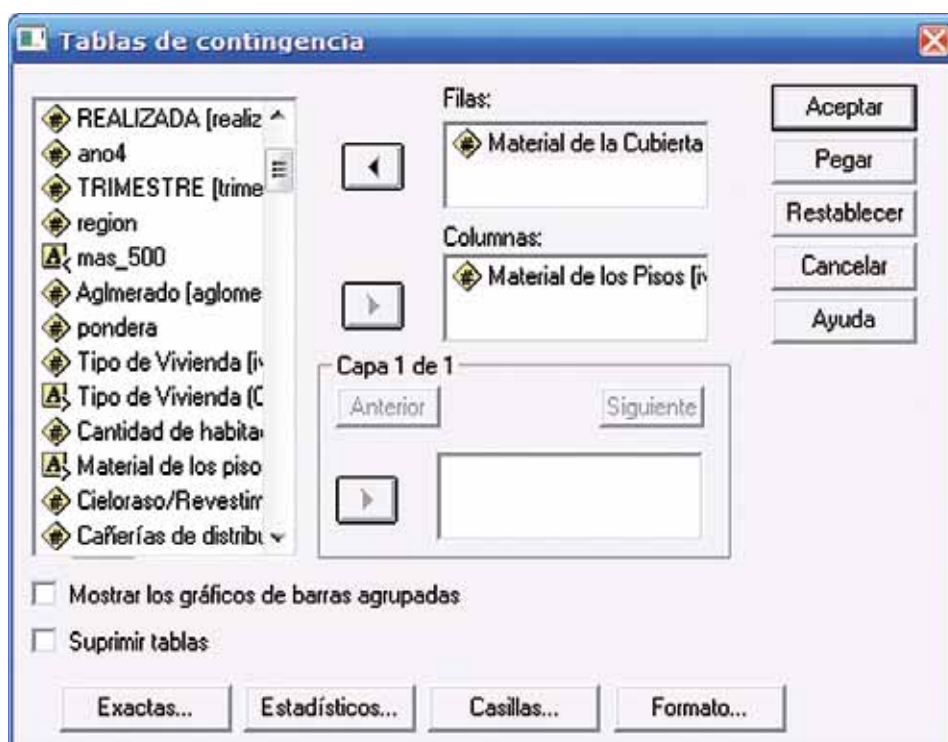 Tablas de contingencia
REALIZADA (realiz
ano4
TRIMESTRE (trime
region
mas_500
Aglmerado (aglome
pondera
Tipo de Vivienda (iv
Tipo de Vivienda (C
Cantidad de habita
Material de los piso
Cieloraso/Revestim
Cañerías de distribu
Filas:
Material de la Cubierta
Columnas:
Material de los Pisos [iv
Capa 1 de 1
Anterior
Siguiente
Aceptar
Pegar
Restablecer
Cancelar
Ayuda
Mostrar los gráficos de barras agrupadas
Suprimir tablas
Exactas...
Estadísticos...
Casillas...
Formato...